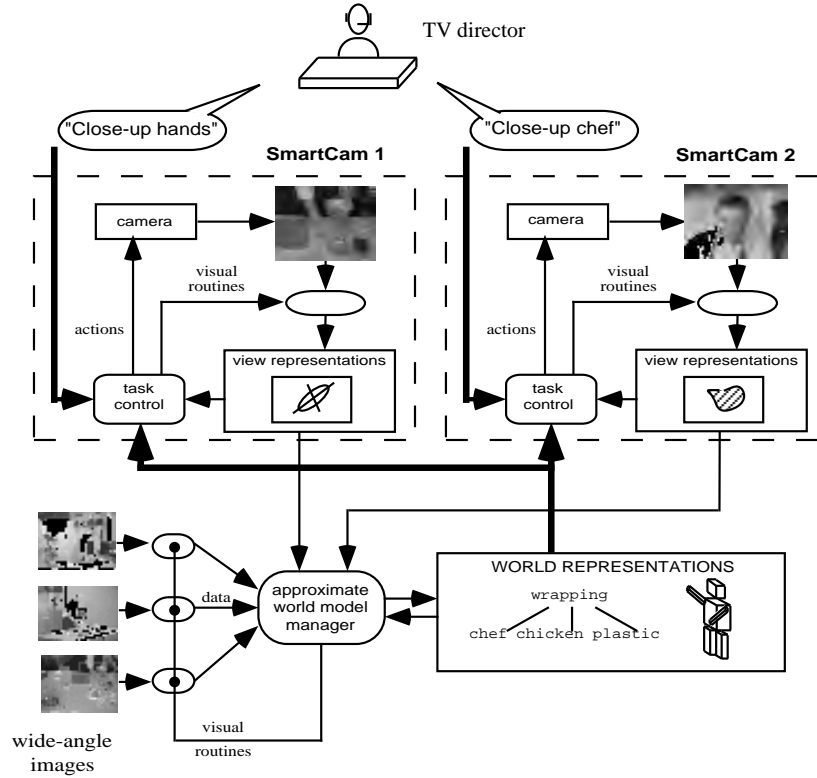 TV director
"Close-up hands"
"Close-up chef"
SmartCam 1
SmartCam 2
camera
visual
routines
actions
view representations
task
control
camera
visual
routines
actions
view representations
task
control
data
approximate
world model
manager
WORLD REPRESENTATIONS
wrapping
chef chicken plastic
visual
routines
wide-angle
images